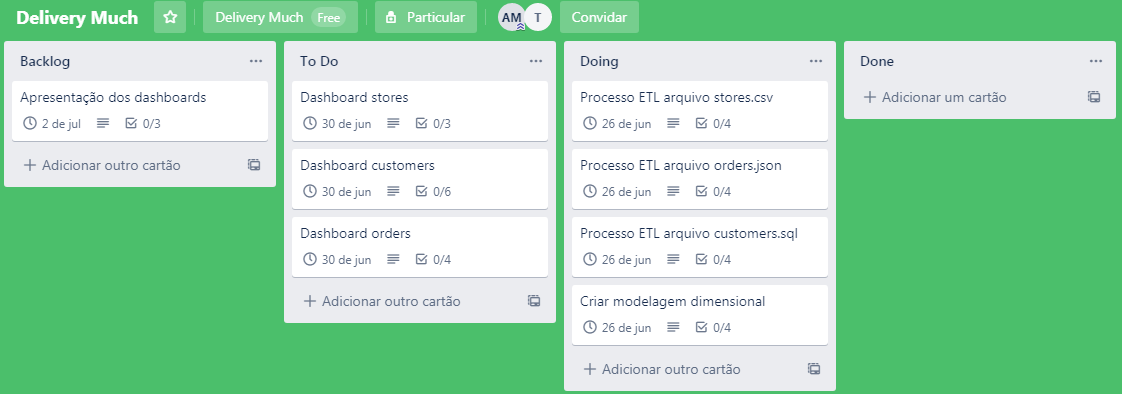 Delivery Much
Delivery Much Free
Particular
AM
T
Convidar
Backlog
Apresentação dos dashboards
2 de jul 0/3
Adicionar outro cartão
To Do
Dashboard stores
30 de jun 0/3
Dashboard customers
30 de jun 0/6
Dashboard orders
30 de jun 0/4
Adicionar outro cartão
Doing
Processo ETL arquivo stores.csv
26 de jun 0/4
Processo ETL arquivo orders.json
26 de jun 0/4
Processo ETL arquivo customers.sql
26 de jun 0/4
Criar modelagem dimensional
26 de jun 0/4
Adicionar outro cartão
Done
Adicionar um cartão